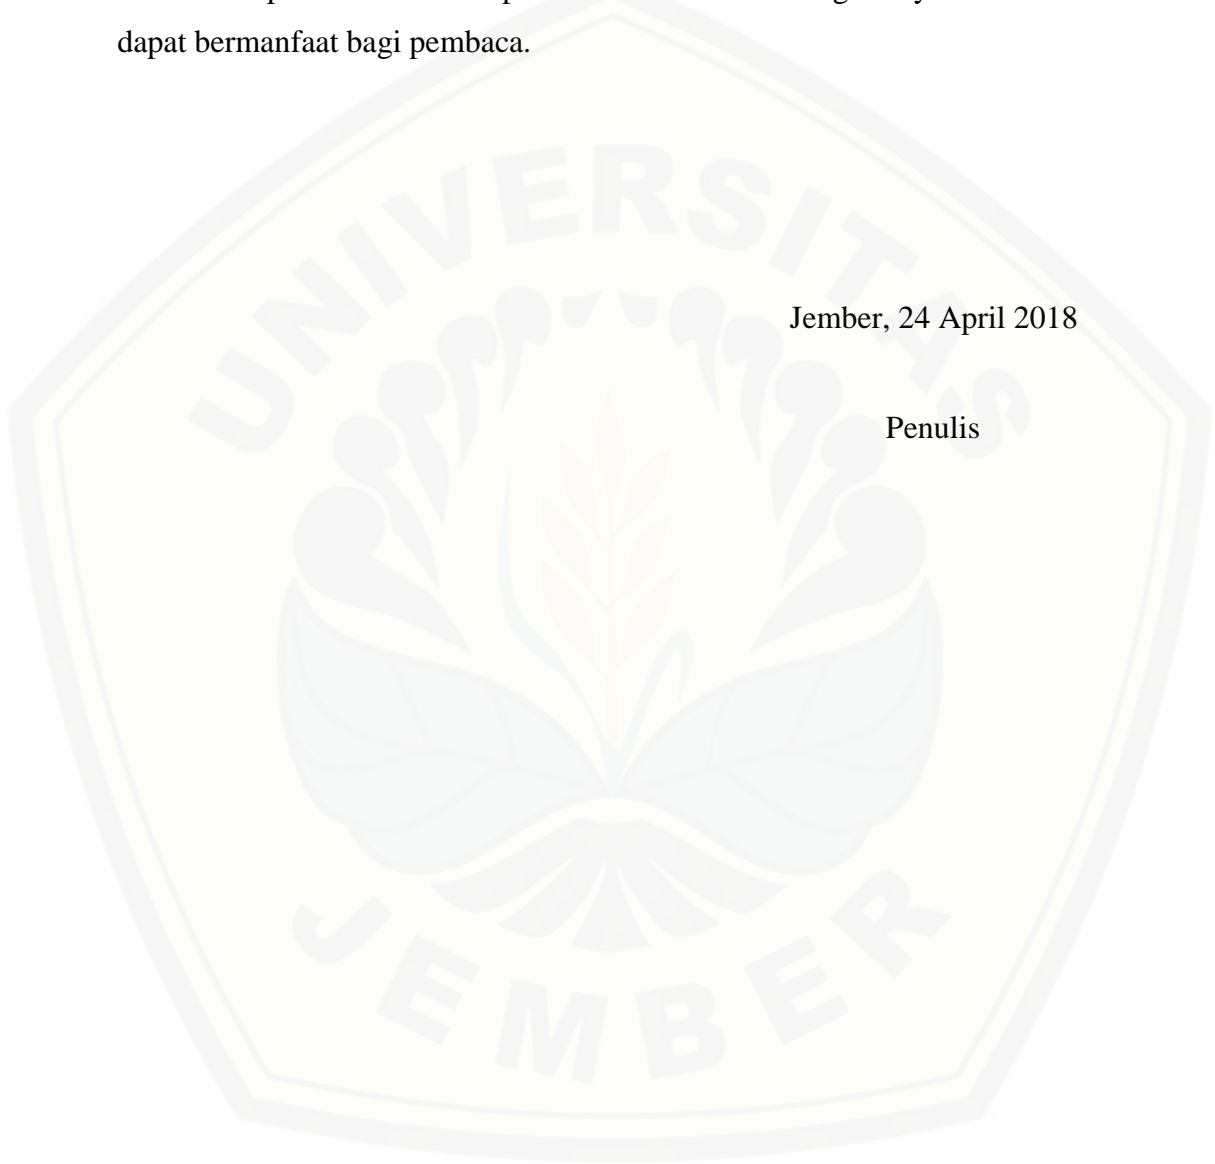 dapat bermanfaat bagi pembaca.
UNIVERSITAS
Jember, 24 April 2018
Penulis
JEMBER